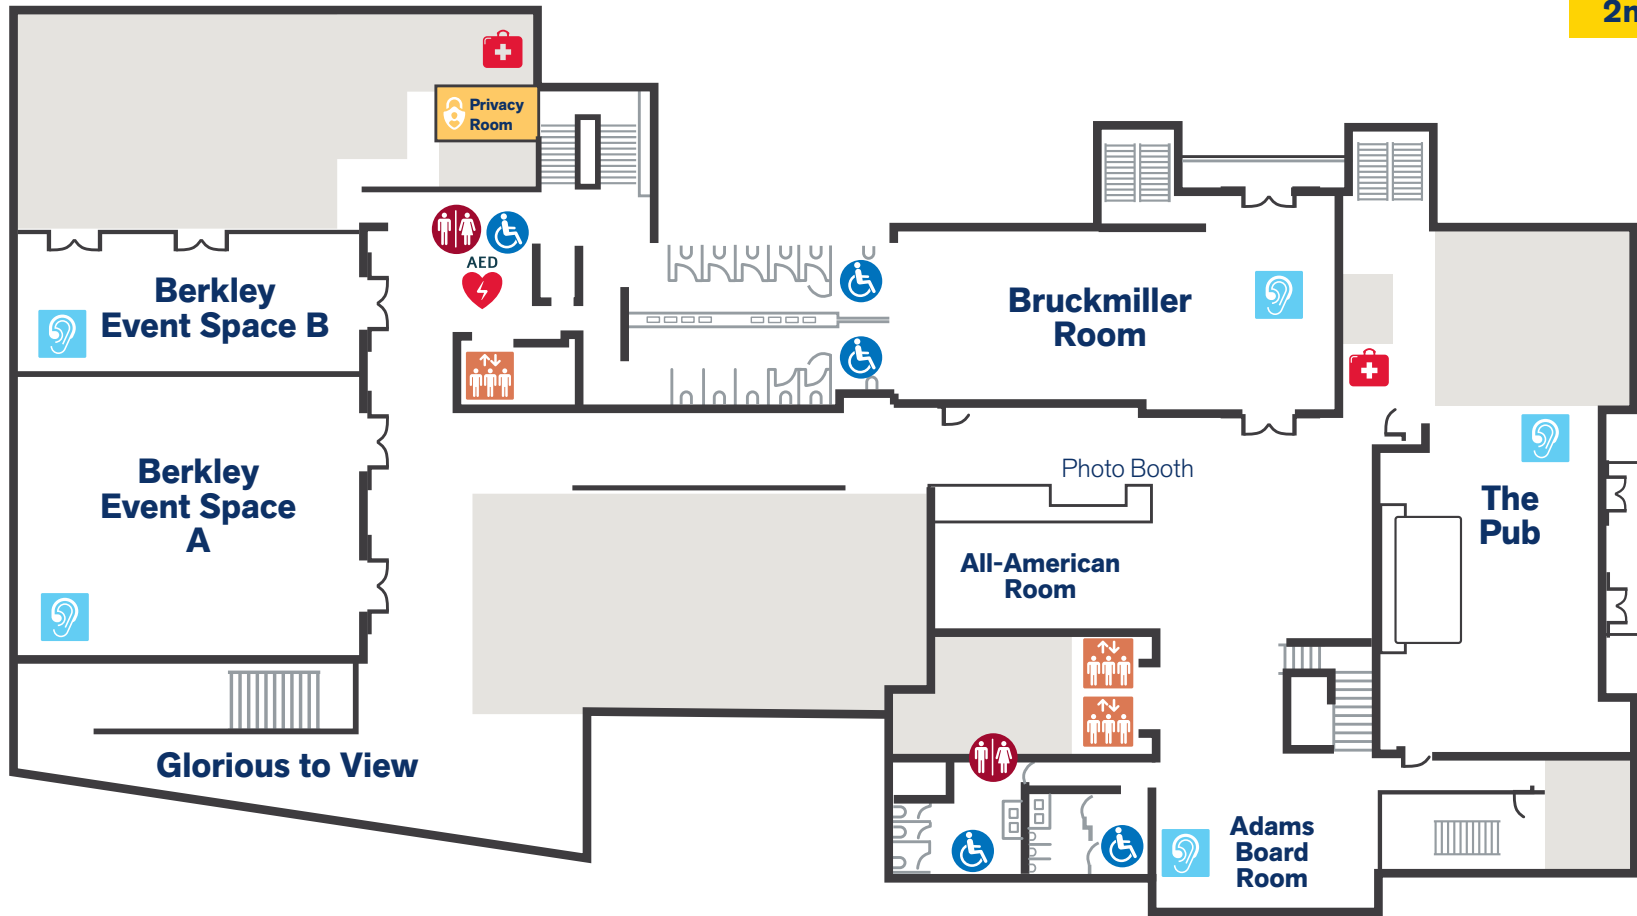 2n
Privacy
Room
AED
Berkley
Event Space B
Bruckmiller
Room
Berkley
Event Space
A
Photo Booth
The
Pub
All-American
Room
Glorious to View
Adams
Board
Room